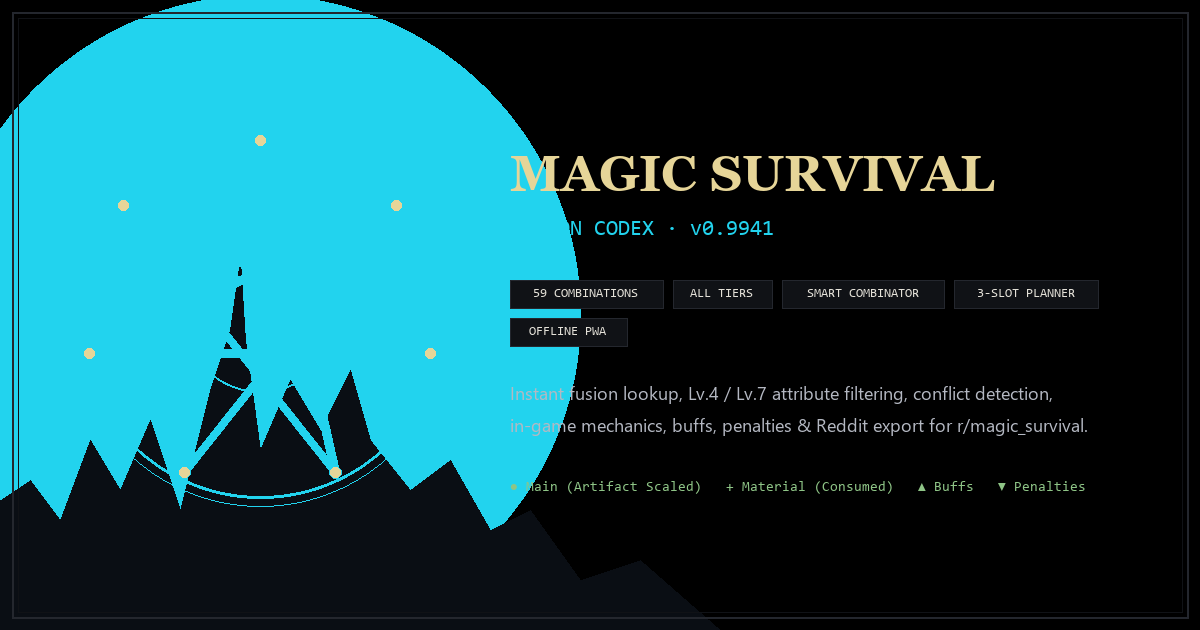 MAGIC SURVIVAL
N CODEX · v0.9941
59 COMBINATIONS ALL TIERS SMART COMBINATOR 3-SLOT PLANNER
OFFLINE PWA
Instant fusion lookup, Lv.4 / Lv.7 attribute filtering, conflict detection,
in-game mechanics, buffs, penalties & Reddit export for r/magic_survival.
● Main (Artifact Scaled) + Material (Consumed) ▲ Buffs ▼ Penalties